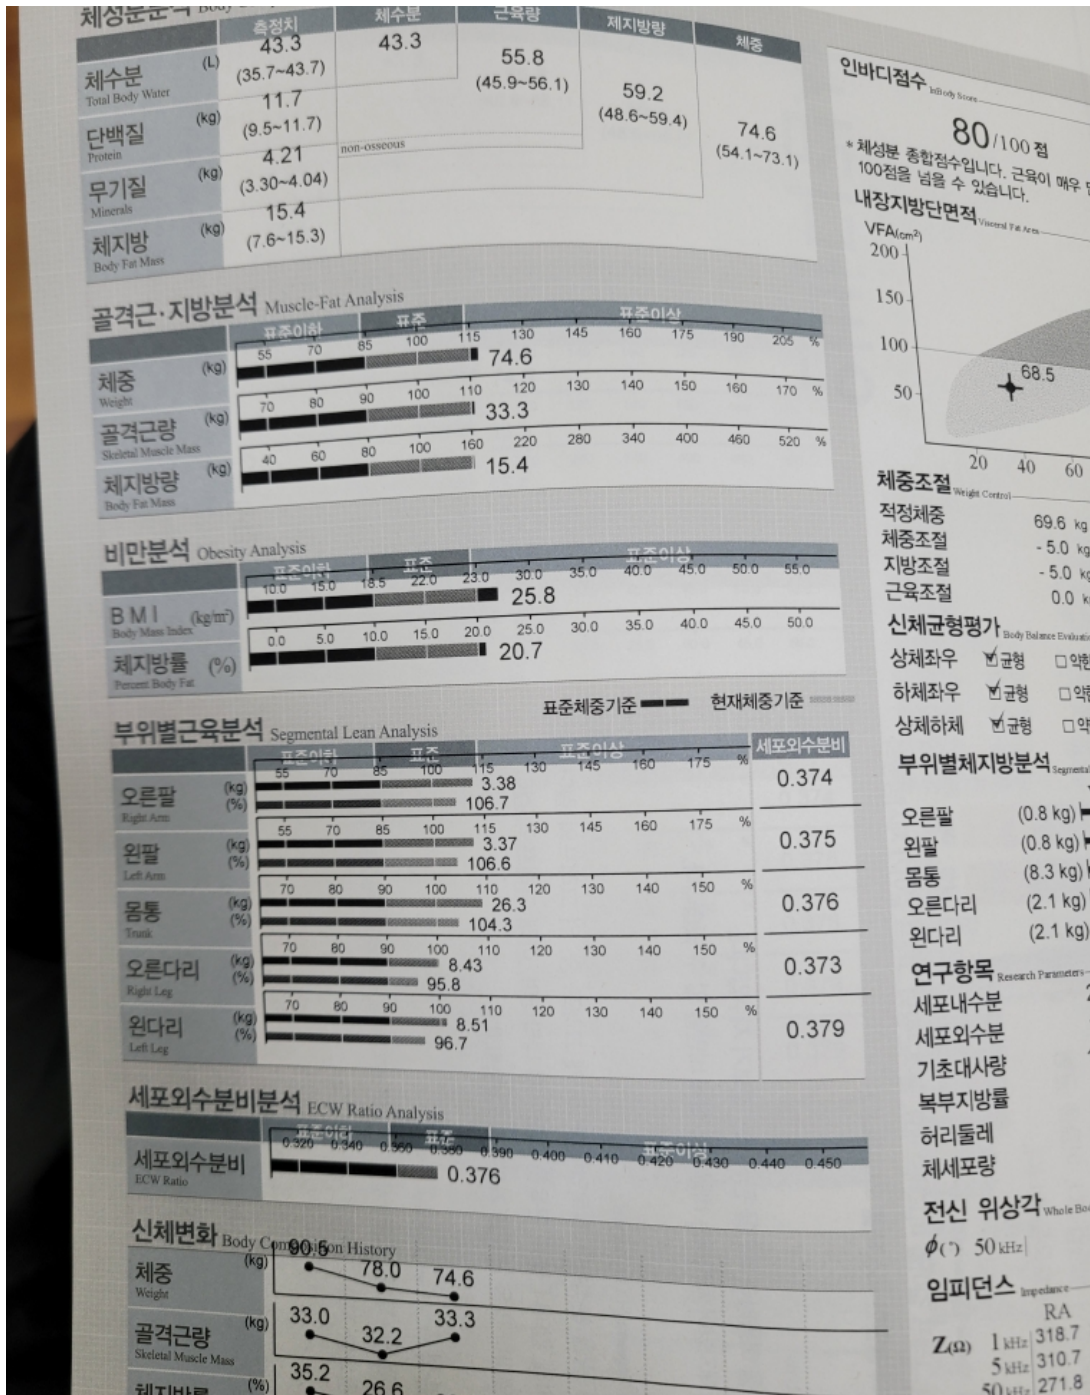 체성분분석
측정치 체수분 근육량 제지방량 체중
체수분 (L) 43.3 43.3 55.8 59.2 74.6
Total Body Water (35.7~43.7) (45.9~56.1) (48.6~59.4) (54.1~73.1)
단백질 (kg) 11.7
Protein (9.5~11.7)
non-osseous
무기질 (kg) 4.21
Minerals (3.30~4.04)
체지방 (kg) 15.4
Body Fat Mass (7.6~15.3)
골격근·지방분석 Muscle-Fat Analysis
표준이하 표준 표준이상
55 70 85 100 115 130 145 160 175 190 205 %
체중 (kg) 74.6
Weight
70 80 90 100 110 120 130 140 150 160 170 %
골격근량 (kg) 33.3
Skeletal Muscle Mass
40 60 80 100 160 220 280 340 400 460 520 %
체지방량 (kg) 15.4
Body Fat Mass
비만분석 Obesity Analysis
표준이하 표준 표준이상
10.0 15.0 18.5 22.0 23.0 30.0 35.0 40.0 45.0 50.0 55.0
BMI (kg/m²) 25.8
Body Mass Index
0.0 5.0 10.0 15.0 20.0 25.0 30.0 35.0 40.0 45.0 50.0
체지방률 (%) 20.7
Percent Body Fat
표준체중기준 현재체중기준
부위별근육분석 Segmental Lean Analysis
표준이하 표준 표준이상 세포외수분비
55 70 85 100 115 130 145 160 175 %
오른팔 (kg) 3.38 0.374
Right Arm (%) 106.7
55 70 85 100 115 130 145 160 175 %
왼팔 (kg) 3.37 0.375
Left Arm (%) 106.6
70 80 90 100 110 120 130 140 150 %
몸통 (kg) 26.3 0.376
Trunk (%) 104.3
70 80 90 100 110 120 130 140 150 %
오른다리 (kg) 8.43 0.373
Right Leg (%) 95.8
70 80 90 100 110 120 130 140 150 %
왼다리 (kg) 8.51 0.379
Left Leg (%) 96.7
세포외수분비분석 ECW Ratio Analysis
표준이하 표준 표준이상
0.320 0.340 0.360 0.380 0.390 0.400 0.410 0.420 0.430 0.440 0.450
세포외수분비 0.376
ECW Ratio
신체변화 Body Composition History
체중 (kg) 90.5 78.0 74.6
Weight
골격근량 (kg) 33.0 32.2 33.3
Skeletal Muscle Mass
체지방률 (%) 35.2 26.6
인바디점수 InBody Score
80/100 점
* 체성분 종합점수입니다. 근육이 매우
100점을 넘을 수 있습니다.
내장지방단면적 Visceral Fat Area
VFA(cm²)
200
150
100
50
68.5
20 40 60
체중조절 Weight Control
적정체중 69.6 kg
체중조절 - 5.0 kg
지방조절 - 5.0 kg
근육조절 0.0
신체균형평가 Body Balance Evaluation
상체좌우 ☑균형 □약한
하체좌우 ☑균형 □약한
상체하체 ☑균형 □약
부위별체지방분석 Segmental
오른팔 (0.8 kg)
왼팔 (0.8 kg)
몸통 (8.3 kg)
오른다리 (2.1 kg)
왼다리 (2.1 kg)
연구항목 Research Parameters
세포내수분
세포외수분
기초대사량
복부지방률
허리둘레
체세포량
전신 위상각 Whole
ϕ(°) 50 kHz
임피던스 Impedance
RA
Z(Ω) 1 kHz 318.7
5 kHz 310.7
50 kHz 271.8